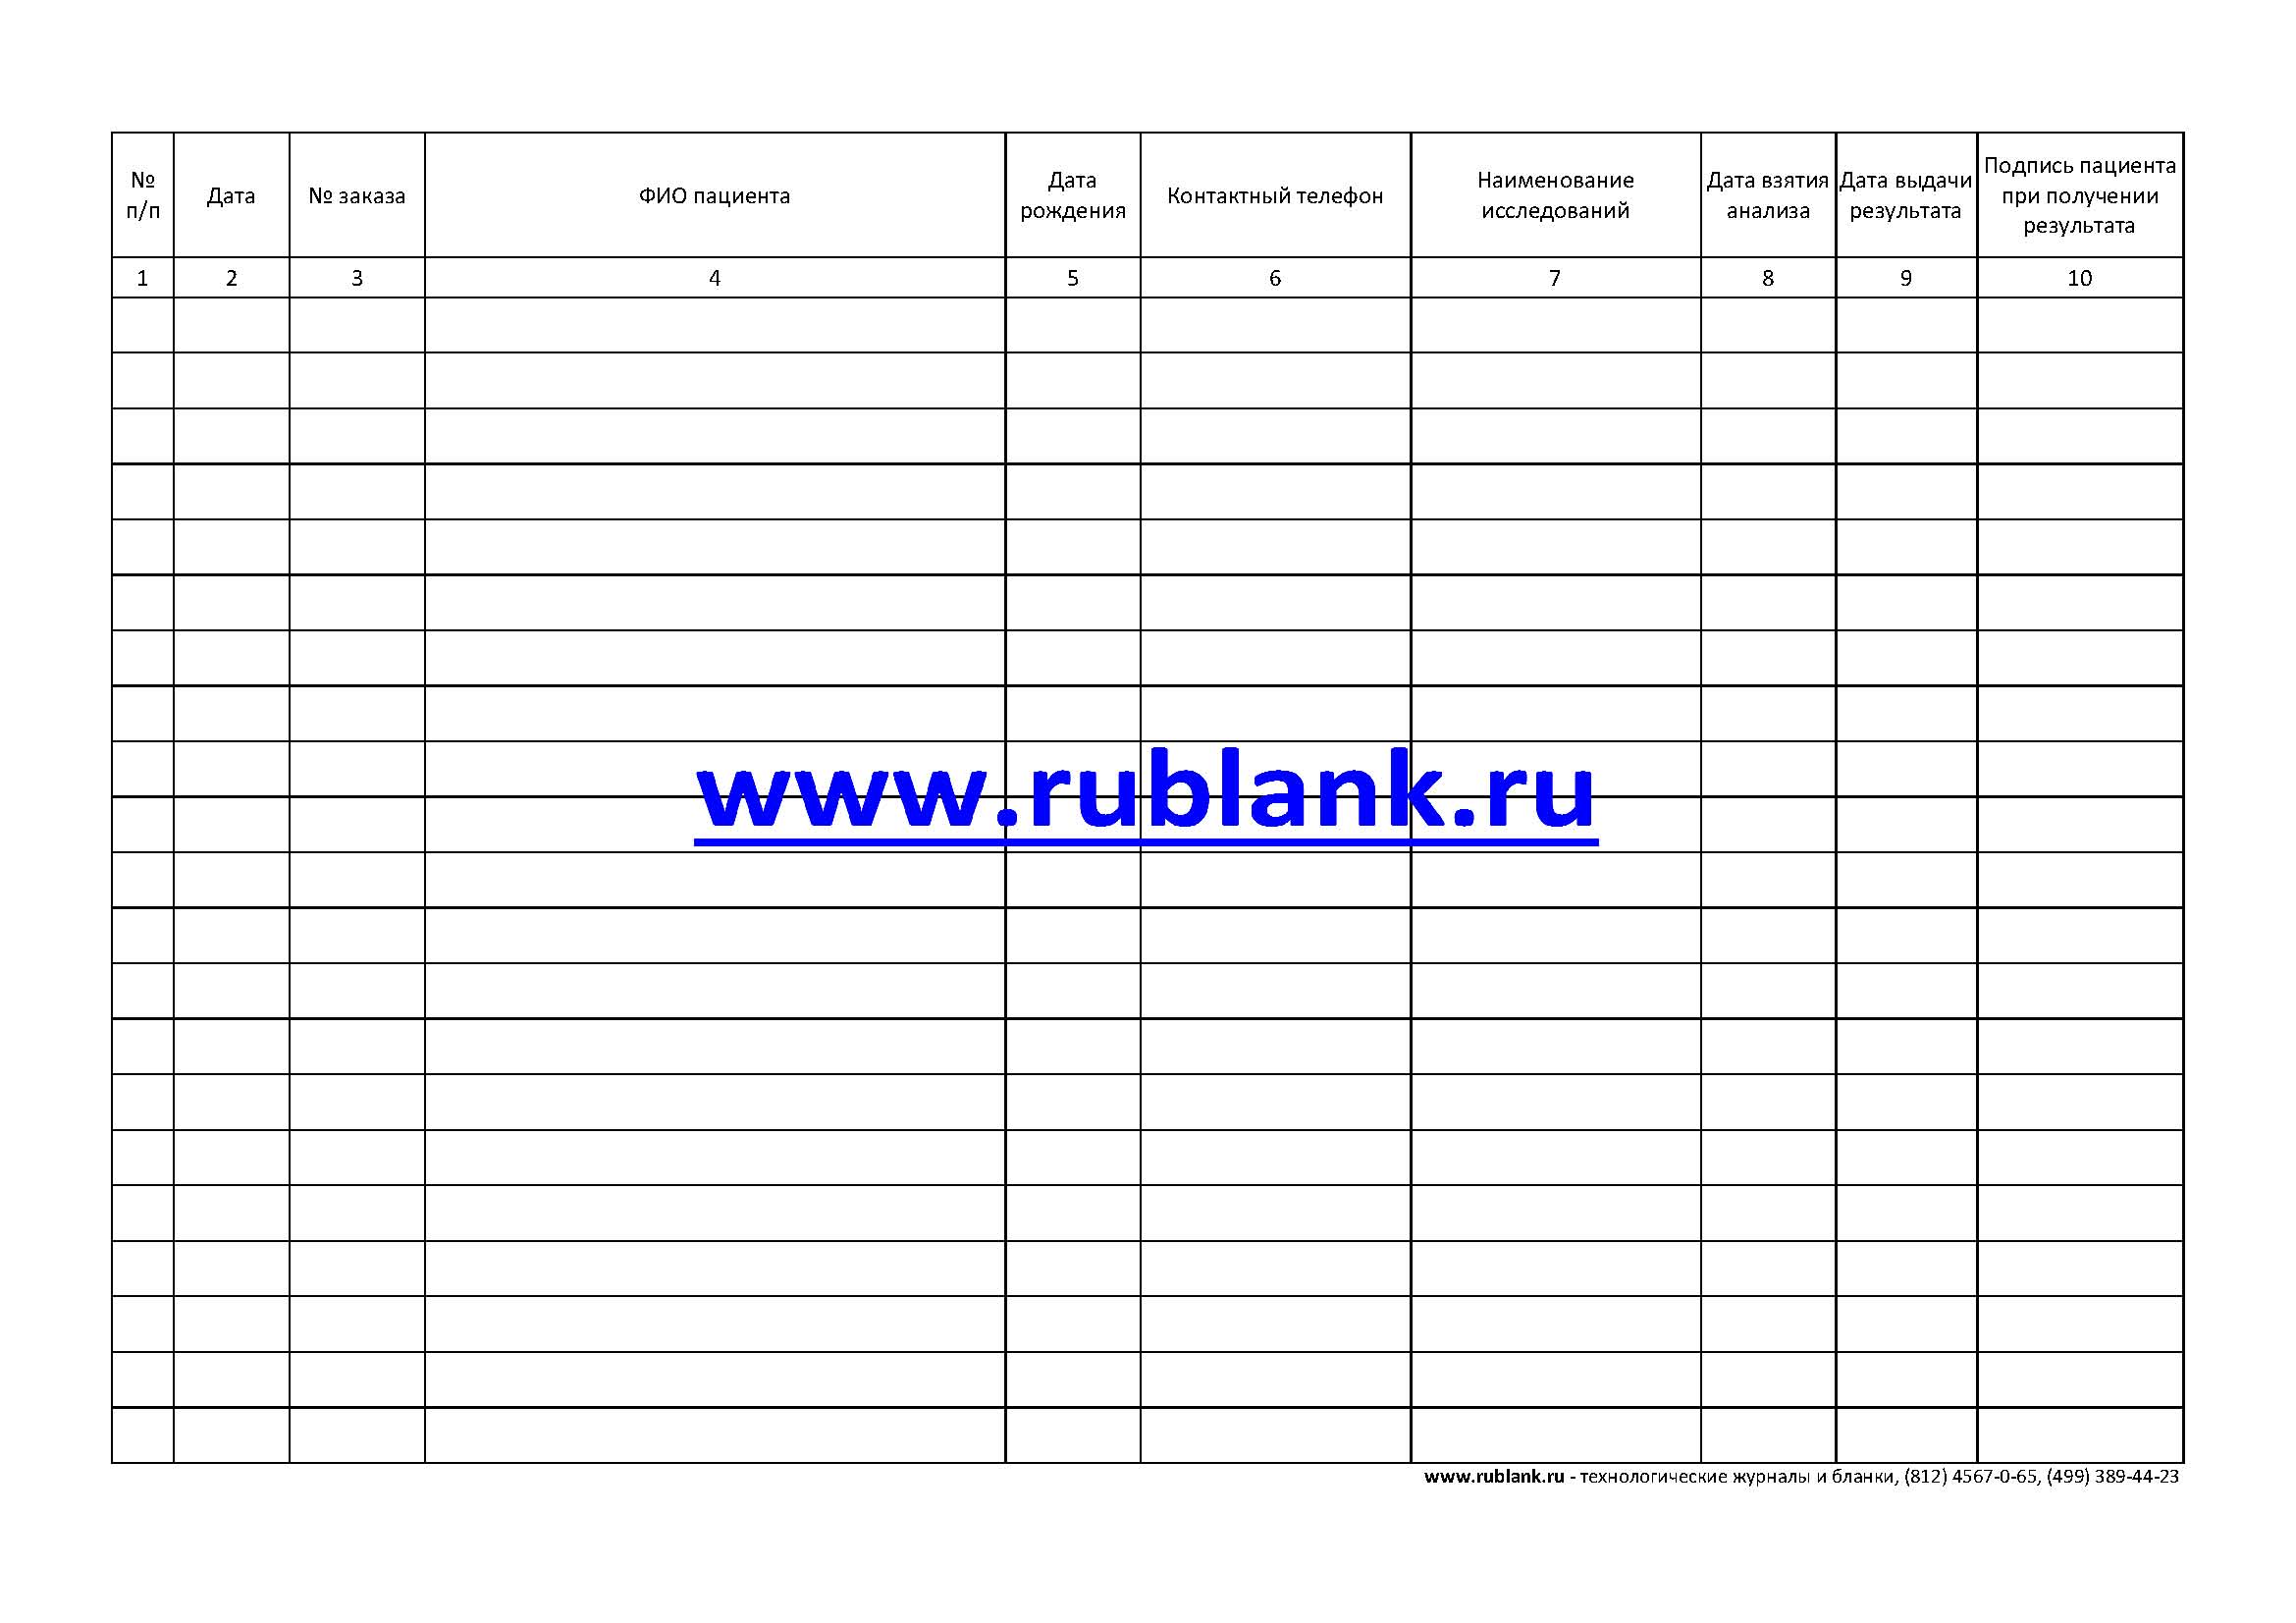 № п/п
Дата
№ заказа
ФИО пациента
Дата рождения
Контактный телефон
Наименование исследований
Дата взятия анализа
Дата выдачи результата
Подпись пациента при получении результата
1 2 3 4 5 6 7 8 9 10
www.rublank.ru
www.rublank.ru - технологические журналы и бланки, (812) 4567-0-65, (499) 389-44-23